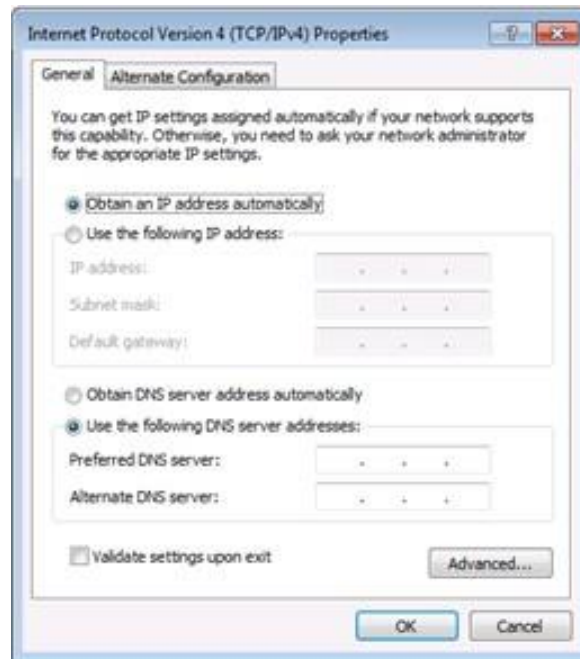 Internet Protocol Version 4 (TCP/IPv4) Properties
General
Alternate Configuration
You can get IP settings assigned automatically if your network supports
this capability. Otherwise, you need to ask your network administrator
for the appropriate IP settings.
Obtain an IP address automatically
Use the following IP address:
IP address:
Subnet mask:
Default gateway:
Obtain DNS server address automatically
Use the following DNS server addresses:
Preferred DNS server:
Alternate DNS server:
Validate settings upon exit
Advanced...
OK
Cancel